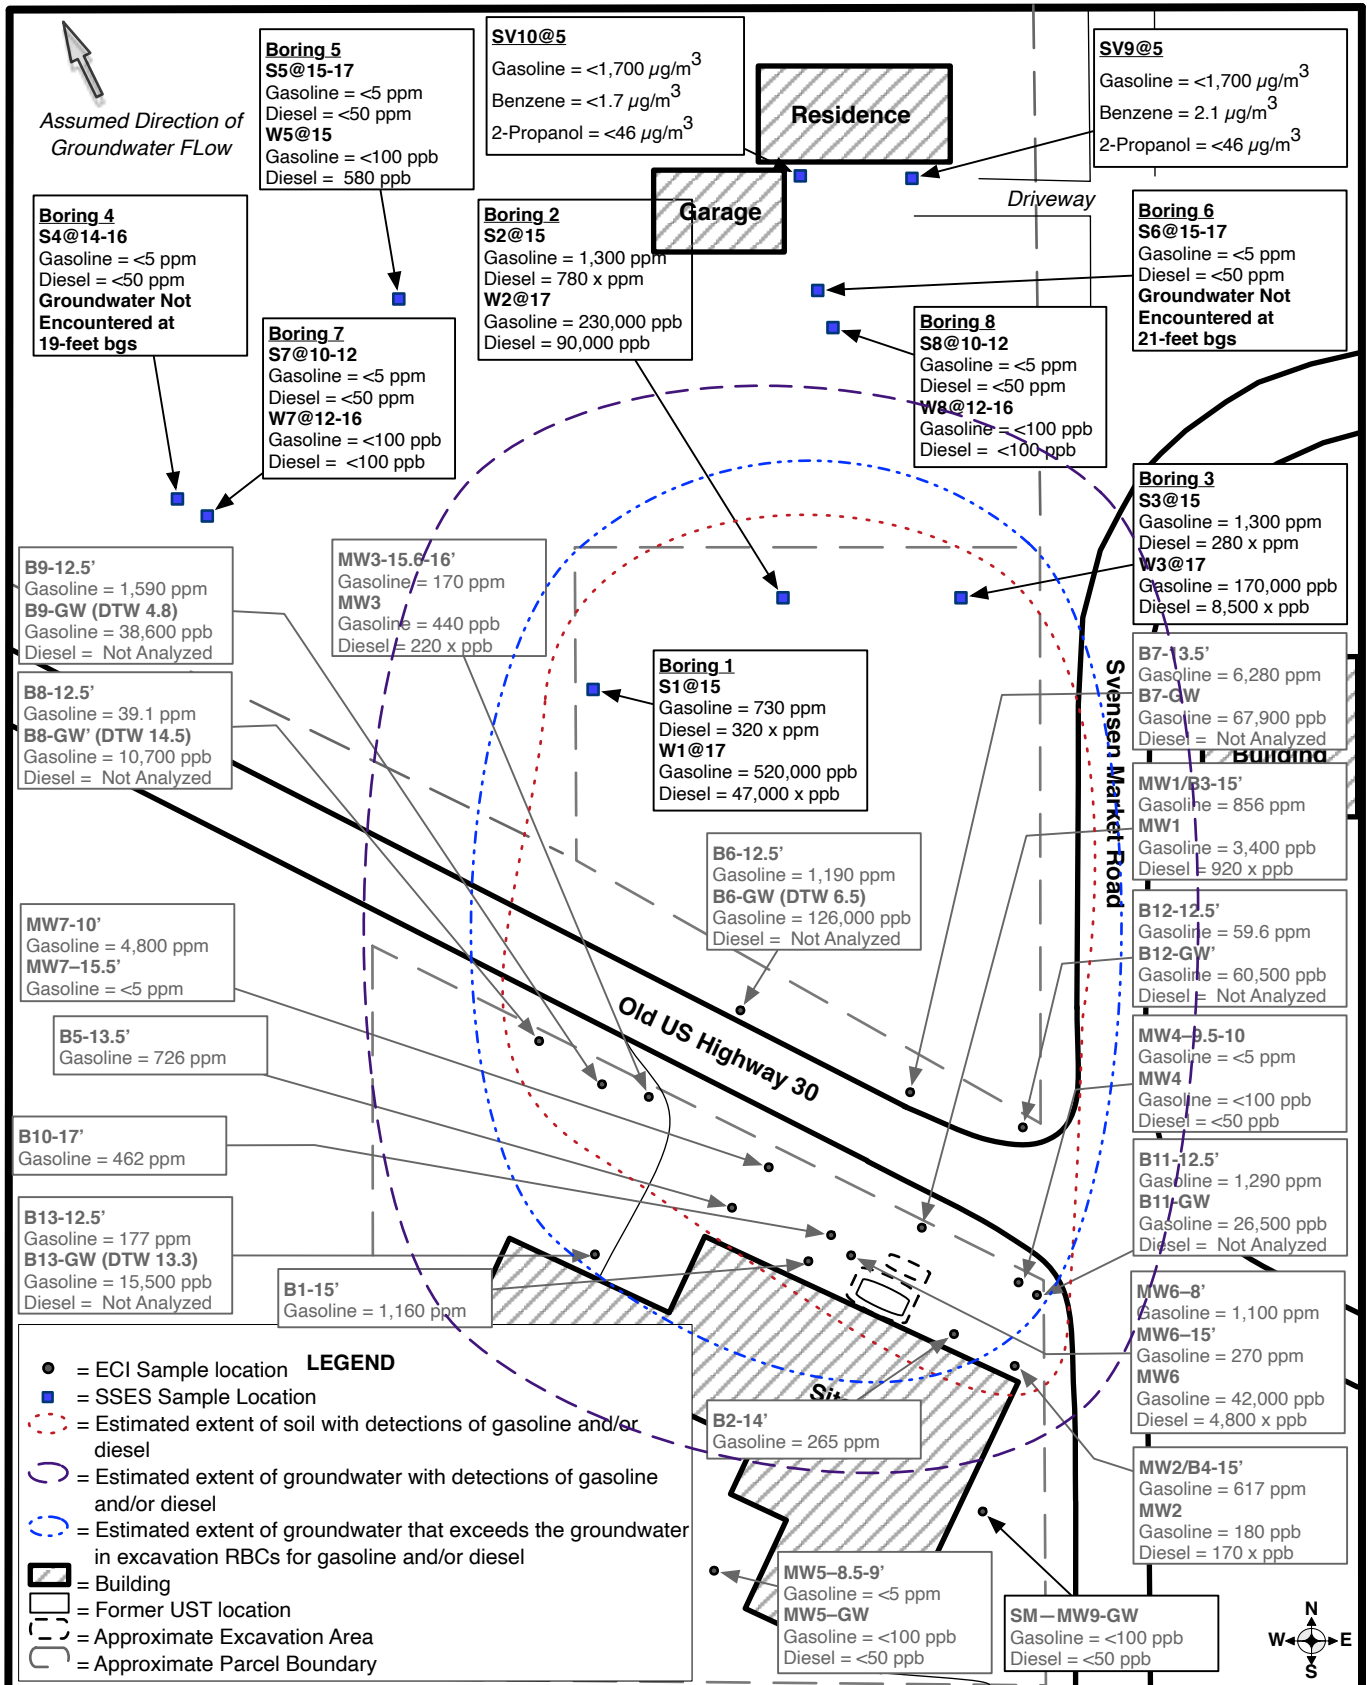 Assumed Direction of
Groundwater FLow
Boring 5
S5@15-17
Gasoline = <5 ppm
Diesel = <50 ppm
W5@15
Gasoline = <100 ppb
Diesel = 580 ppb
SV10@5
Gasoline = <1,700 µg/m3
Benzene = <1.7 µg/m3
2-Propanol = <46 µg/m3
Residence
Garage
SV9@5
Gasoline = <1,700 µg/m3
Benzene = 2.1 µg/m3
2-Propanol = <46 µg/m3
Driveway
Boring 4
S4@14-16
Gasoline = <5 ppm
Diesel = <50 ppm
Groundwater Not
Encountered at
19-feet bgs
Boring 2
S2@15
Gasoline = 1,300 ppm
Diesel = 780 x ppm
W2@17
Gasoline = 230,000 ppb
Diesel = 90,000 ppb
Boring 6
S6@15-17
Gasoline = <5 ppm
Diesel = <50 ppm
Groundwater Not
Encountered at
21-feet bgs
Boring 7
S7@10-12
Gasoline = <5 ppm
Diesel = <50 ppm
W7@12-16
Gasoline = <100 ppb
Diesel = <100 ppb
Boring 8
S8@10-12
Gasoline = <5 ppm
Diesel = <50 ppm
W8@12-16
Gasoline = <100 ppb
Diesel = <100 ppb
Boring 3
S3@15
Gasoline = 1,300 ppm
Diesel = 280 x ppm
W3@17
Gasoline = 170,000 ppb
Diesel = 8,500 x ppb
B9-12.5'
Gasoline = 1,590 ppm
B9-GW (DTW 4.8)
Gasoline = 38,600 ppb
Diesel = Not Analyzed
MW3-15.6-16'
Gasoline = 170 ppm
MW3
Gasoline = 440 ppb
Diesel = 220 x ppb
B8-12.5'
Gasoline = 39.1 ppm
B8-GW' (DTW 14.5)
Gasoline = 10,700 ppb
Diesel = Not Analyzed
Boring 1
S1@15
Gasoline = 730 ppm
Diesel = 320 x ppm
W1@17
Gasoline = 520,000 ppb
Diesel = 47,000 x ppb
Svensen Market Road
B7-13.5'
Gasoline = 6,280 ppm
B7-GW
Gasoline = 67,900 ppb
Diesel = Not Analyzed
Building
MW1/B3-15'
Gasoline = 856 ppm
MW1
Gasoline = 3,400 ppb
Diesel = 920 x ppb
B6-12.5'
Gasoline = 1,190 ppm
B6-GW (DTW 6.5)
Gasoline = 126,000 ppb
Diesel = Not Analyzed
MW7-10'
Gasoline = 4,800 ppm
MW7–15.5'
Gasoline = <5 ppm
B12-12.5'
Gasoline = 59.6 ppm
B12-GW'
Gasoline = 60,500 ppb
Diesel = Not Analyzed
Old US Highway 30
B5-13.5'
Gasoline = 726 ppm
MW4–9.5-10
Gasoline = <5 ppm
MW4
Gasoline = <100 ppb
Diesel = <50 ppb
B10-17'
Gasoline = 462 ppm
B11-12.5'
Gasoline = 1,290 ppm
B11-GW
Gasoline = 26,500 ppb
Diesel = Not Analyzed
B13-12.5'
Gasoline = 177 ppm
B13-GW (DTW 13.3)
Gasoline = 15,500 ppb
Diesel = Not Analyzed
B1-15'
Gasoline = 1,160 ppm
MW6–8'
Gasoline = 1,100 ppm
MW6–15'
Gasoline = 270 ppm
MW6
Gasoline = 42,000 ppb
Diesel = 4,800 x ppb
B2-14'
Gasoline = 265 ppm
MW2/B4-15'
Gasoline = 617 ppm
MW2
Gasoline = 180 ppb
Diesel = 170 x ppb
MW5–8.5-9'
Gasoline = <5 ppm
MW5–GW
Gasoline = <100 ppb
Diesel = <50 ppb
SM—MW9-GW
Gasoline = <100 ppb
Diesel = <50 ppb
LEGEND
= ECI Sample location
= SSES Sample Location
= Estimated extent of soil with detections of gasoline and/or
diesel
= Estimated extent of groundwater with detections of gasoline
and/or diesel
= Estimated extent of groundwater that exceeds the groundwater
in excavation RBCs for gasoline and/or diesel
= Building
= Former UST location
= Approximate Excavation Area
= Approximate Parcel Boundary
N
W E
S